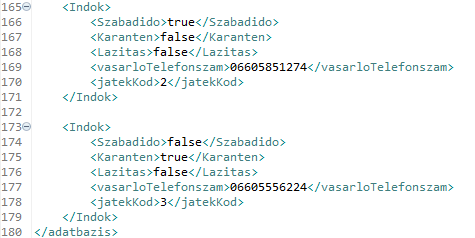 165 <Indok>
166 <Szabadido>true</Szabadido>
167 <Karanten>false</Karanten>
168 <Lazitas>false</Lazitas>
169 <vasarloTelefonszam>06605851274</vasarloTelefonszam>
170 <jatekKod>2</jatekKod>
171 </Indok>
172
173 <Indok>
174 <Szabadido>false</Szabadido>
175 <Karanten>true</Karanten>
176 <Lazitas>false</Lazitas>
177 <vasarloTelefonszam>06605556224</vasarloTelefonszam>
178 <jatekKod>3</jatekKod>
179 </Indok>
180 </adatbazis>